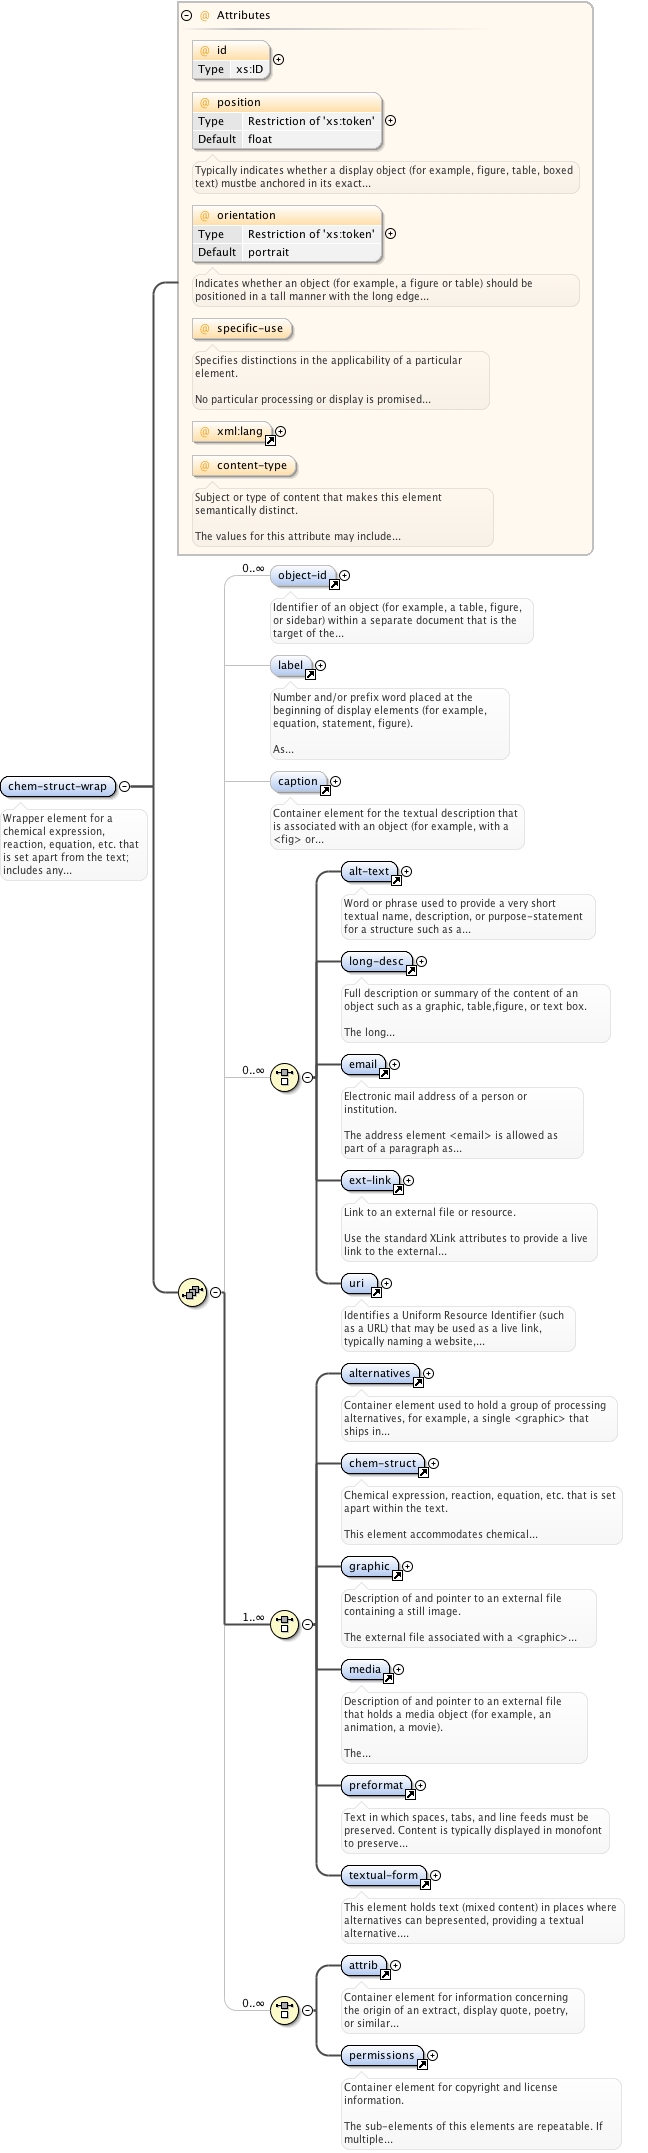 @ Attributes
@ id
Type xs:ID
@ position
Type Restriction of 'xs:token'
Default float
Typically indicates whether a display object (for example, figure, table, boxed
text) mustbe anchored in its exact...
@ orientation
Type Restriction of 'xs:token'
Default portrait
Indicates whether an object (for example, a figure or table) should be
positioned in a tall manner with the long edge...
@ specific-use
Specifies distinctions in the applicability of a particular
element.
No particular processing or display is promised...
@ xml:lang
@ content-type
Subject or type of content that makes this element
semantically distinct.
The values for this attribute may include...
0..∞
object-id
Identifier of an object (for example, a table, figure,
or sidebar) within a separate document that is the
target of the...
label
Number and/or prefix word placed at the
beginning of display elements (for example,
equation, statement, figure).
As...
chem-struct-wrap
Wrapper element for a
chemical expression,
reaction, equation, etc. that
is set apart from the text;
includes any...
caption
Container element for the textual description that
is associated with an object (for example, with a
<fig> or...
0..∞
alt-text
Word or phrase used to provide a very short
textual name, description, or purpose-statement
for a structure such as a...
long-desc
Full description or summary of the content of an
object such as a graphic, table,figure, or text box.
The long...
email
Electronic mail address of a person or
institution.
The address element <email> is allowed as
part of a paragraph as...
ext-link
Link to an external file or resource.
Use the standard XLink attributes to provide a live
link to the external...
uri
Identifies a Uniform Resource Identifier (such
as a URL) that may be used as a live link,
typically naming a website,...
1..∞
alternatives
Container element used to hold a group of processing
alternatives, for example, a single <graphic> that
ships in...
chem-struct
Chemical expression, reaction, equation, etc. that is set
apart within the text.
This element accommodates chemical...
graphic
Description of and pointer to an external file
containing a still image.
The external file associated with a <graphic>...
media
Description of and pointer to an external file
that holds a media object (for example, an
animation, a movie).
The...
preformat
Text in which spaces, tabs, and line feeds must be
preserved. Content is typically displayed in monofont
to preserve...
textual-form
This element holds text (mixed content) in places where
alternatives can bepresented, providing a textual
alternative....
0..∞
attrib
Container element for information concerning
the origin of an extract, display quote, poetry,
or similar...
permissions
Container element for copyright and license
information.
The sub-elements of this elements are repeatable. If
multiple...